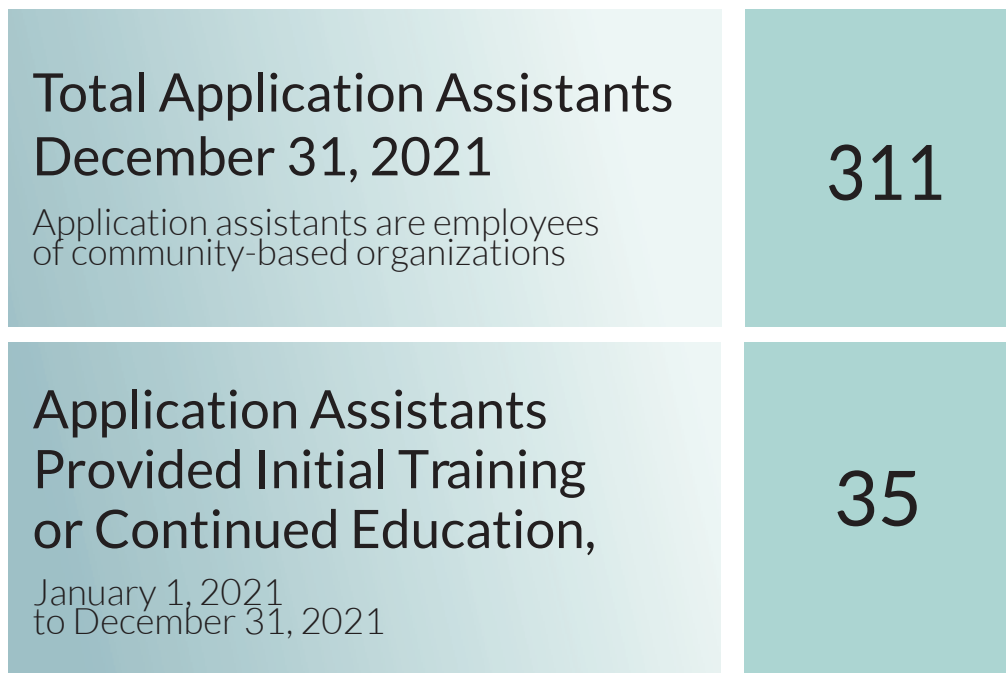 Total Application Assistants
December 31, 2021
Application assistants are employees
of community-based organizations
311
Application Assistants
Provided Initial Training
or Continued Education,
January 1, 2021
to December 31, 2021
35